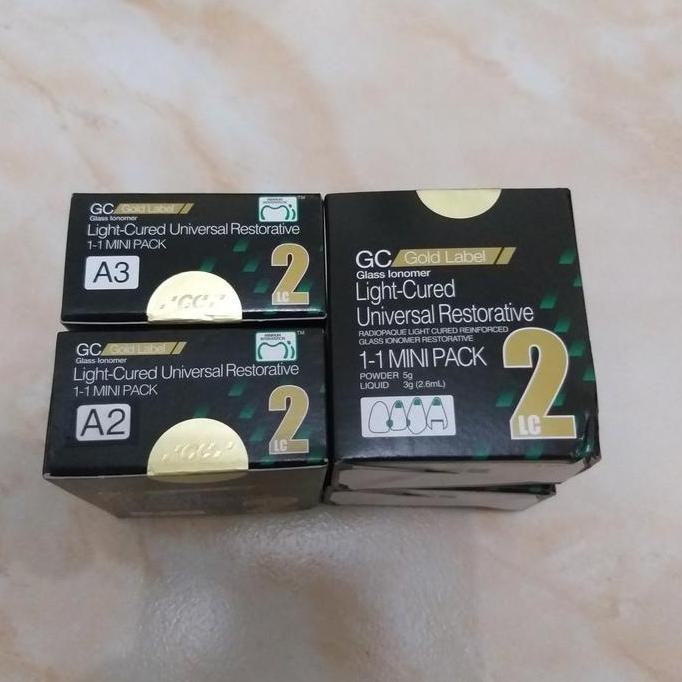 GC Gold Label
Glass Ionomer
Light-Cured Universal Restorative
1-1 MINI PACK
A3
2
LC
GC Gold Label
Glass Ionomer
Light-Cured Universal Restorative
1-1 MINI PACK
A2
2
LC
GC Gold Label
Glass Ionomer
Light-Cured
Universal Restorative
RADIOPAQUE LIGHT CURED REINFORCED
GLASS IONOMER RESTORATIVE
1-1 MINI PACK
POWDER 5g
LIQUID 3g (2.6mL)
2
LC